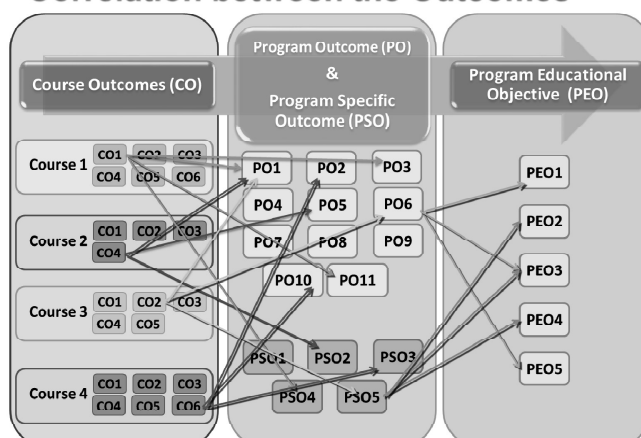 Correlation between the Outcomes
Course Outcomes (CO)
Program Outcome (PO)
&
Program Specific
Outcome (PSO)
Program Educational
Objective (PEO)
Course 1
CO1 CO2 CO3
CO4 CO5 CO6
Course 2
CO1 CO2 CO3
CO4
Course 3
CO1 CO2 CO3
CO4 CO5
Course 4
CO1 CO2 CO3
CO4 CO5 CO6
PO1 PO2 PO3
PO4 PO5 PO6
PO7 PO8 PO9
PO10 PO11
PSO1 PSO2 PSO3
PSO4 PSO5
PEO1
PEO2
PEO3
PEO4
PEO5